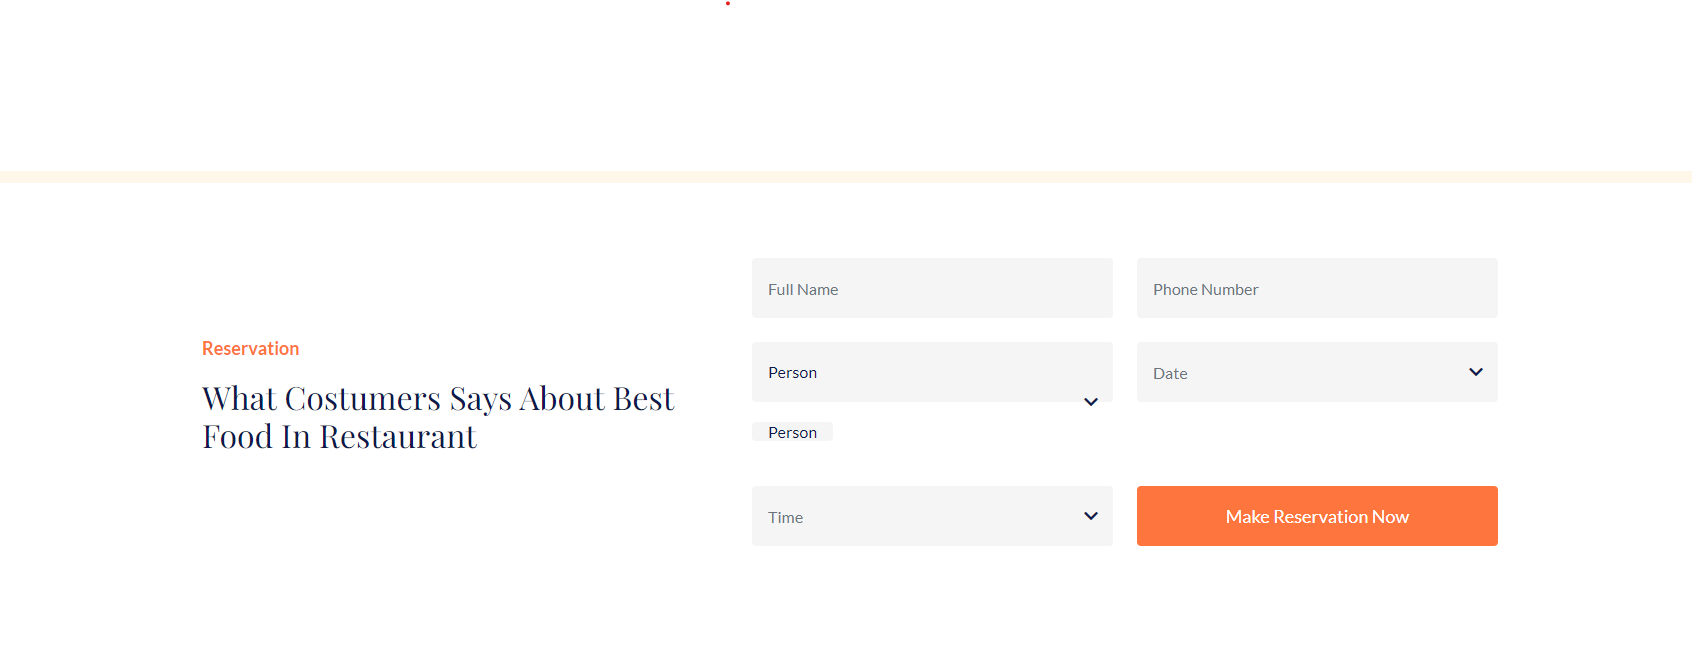 Reservation
What Costumers Says About Best
Food In Restaurant
Full Name
Phone Number
Person
Date
Person
Time
Make Reservation Now